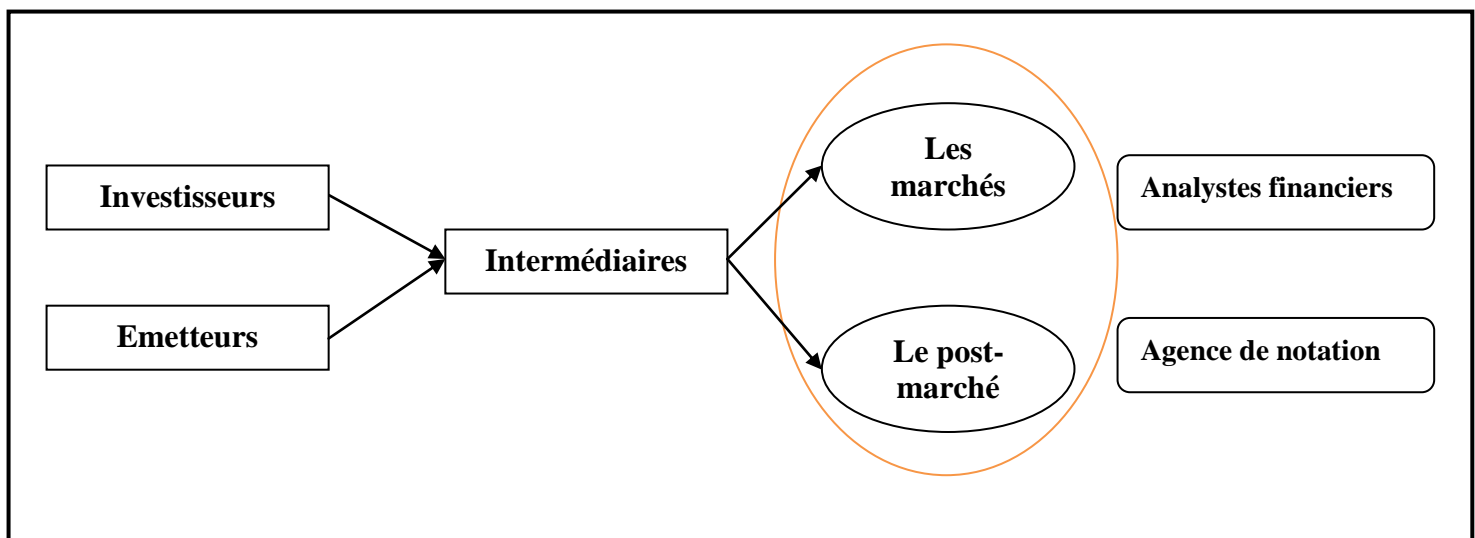 Investisseurs
Emetteurs
Intermédiaires
Les
marchés
Le post-
marché
Analystes financiers
Agence de notation